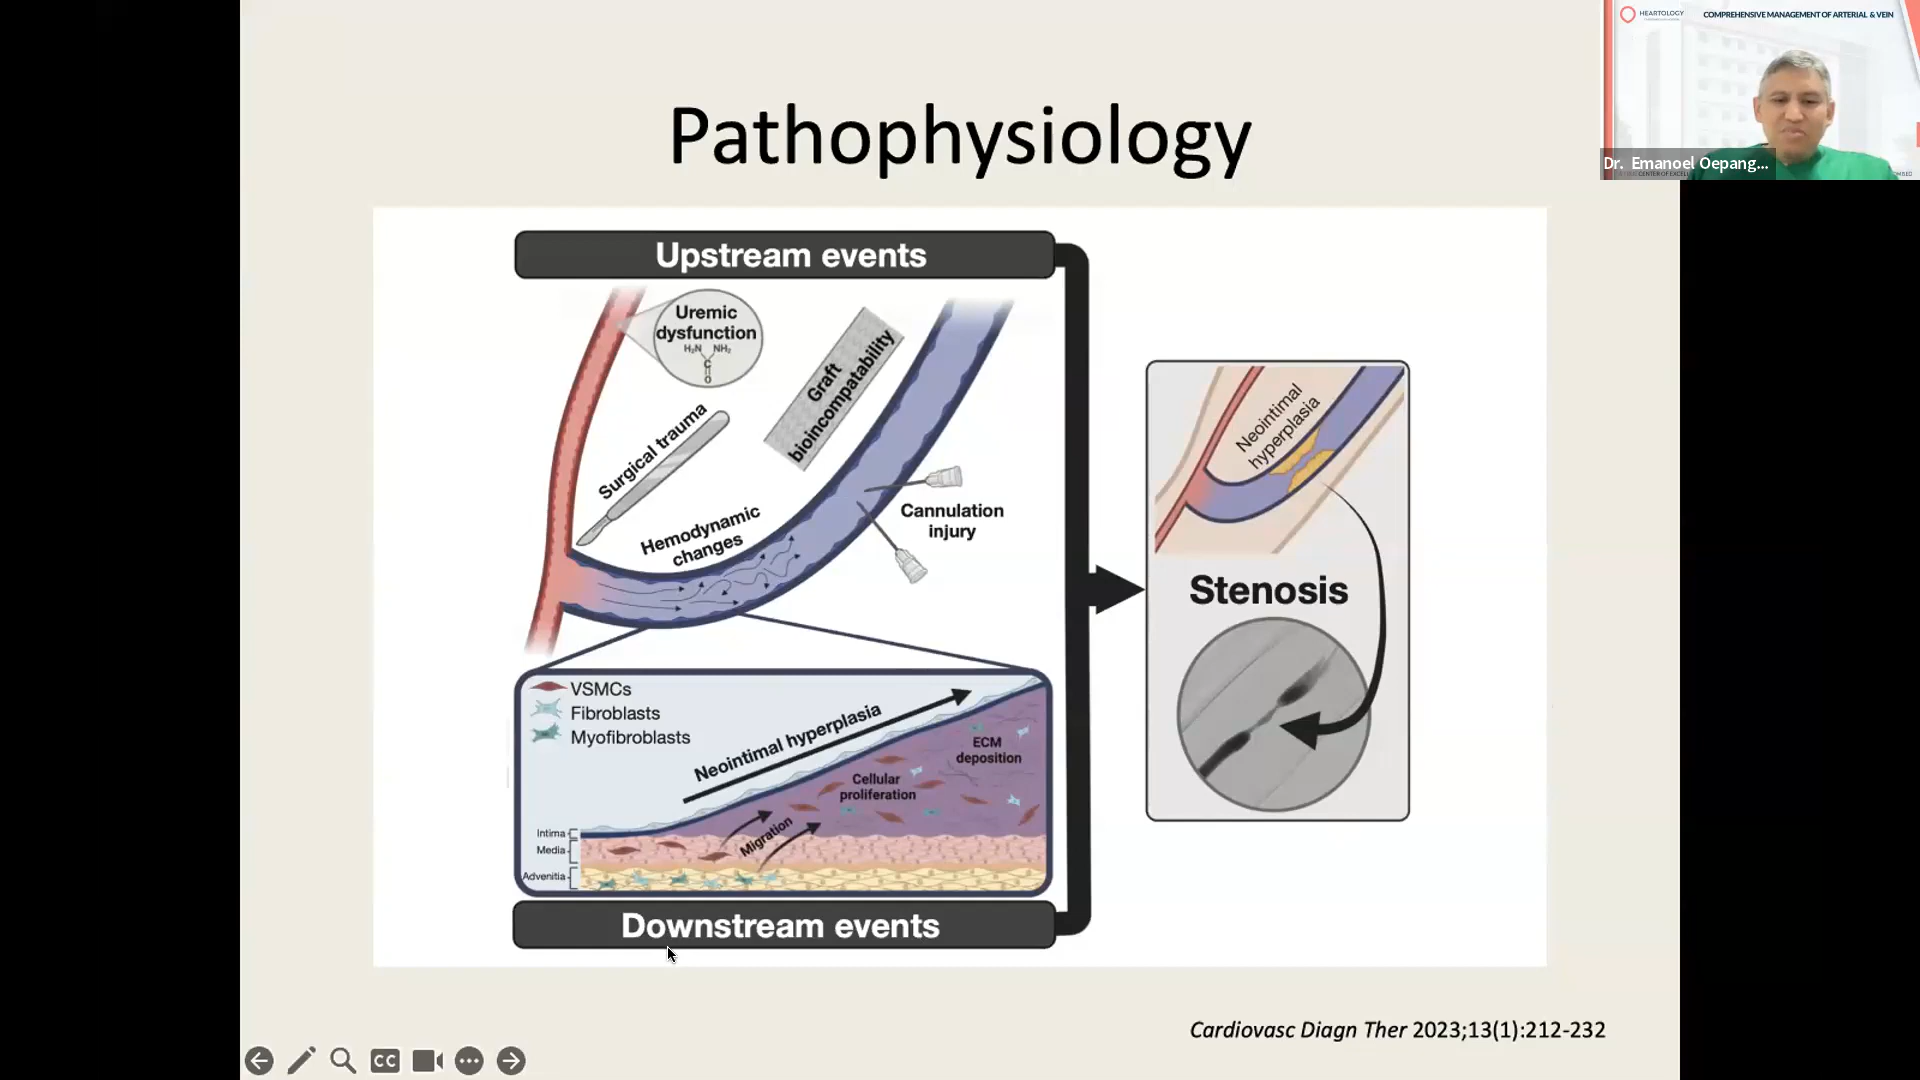 HEARTOLOGY
COMPREHENSIVE MANAGEMENT OF ARTERIAL & VEIN
Dr. Emanoel Oepang...
Pathophysiology
Upstream events
Uremic
dysfunction
H₂N NH₂
C
O
Graft
bioincompatability
Surgical trauma
Hemodynamic
changes
Cannulation
injury
VSMCs
Fibroblasts
Myofibroblasts
Neointimal hyperplasia
ECM
deposition
Cellular
proliferation
Migration
Intima
Media
Advenitia
Downstream events
Neointimal
hyperplasia
Stenosis
Cardiovasc Diagn Ther 2023;13(1):212-232
CC